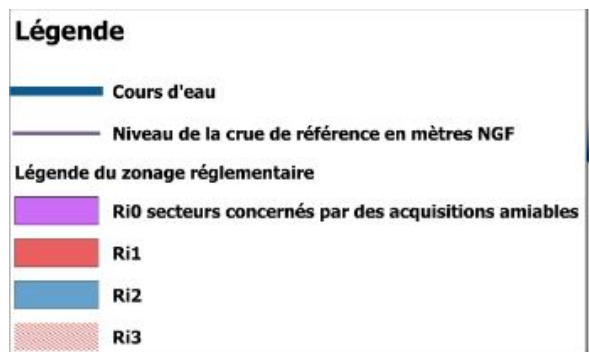 Légende
Cours d'eau
Niveau de la crue de référence en mètres NGF
Légende du zonage réglementaire
Ri0 secteurs concernés par des acquisitions amiables
Ri1
Ri2
Ri3